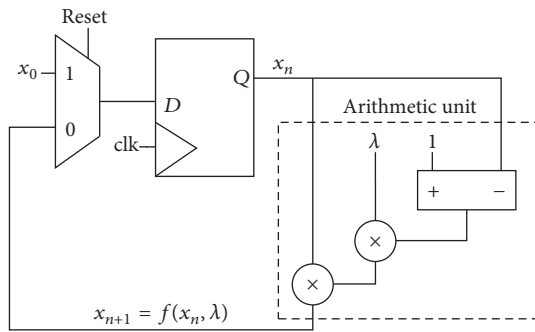 Reset
x₀
1
0
D
Q
clk
xₙ
Arithmetic unit
λ
1
+
−
×
×
xₙ₊₁ = f(xₙ, λ)